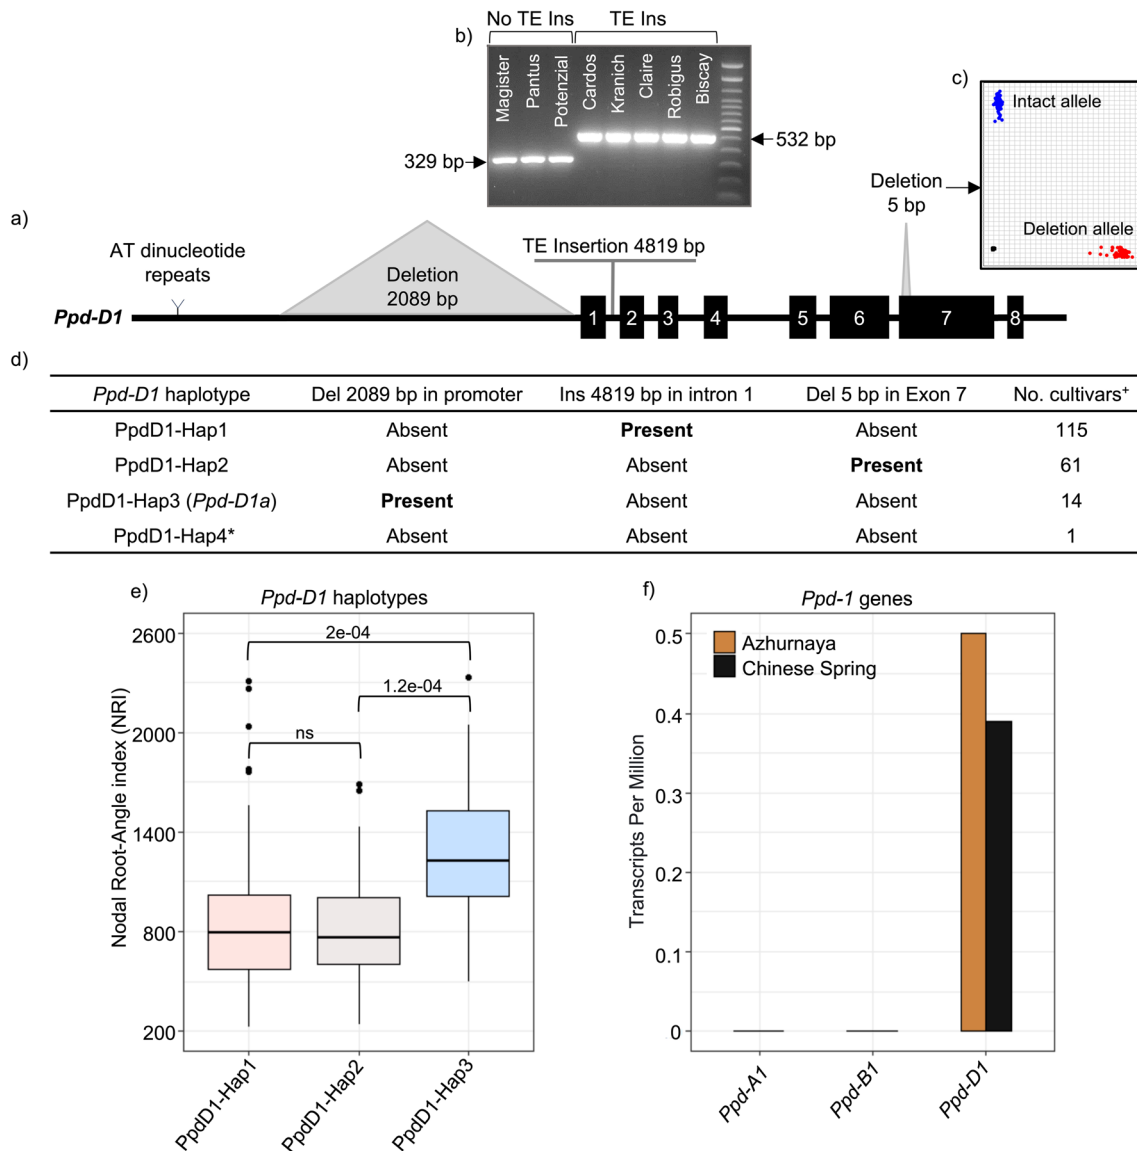 No TE Ins TE Ins
b)
Magister
Pantus
Potenzial
Cardos
Kranich
Claire
Robigus
Biscay
329 bp
532 bp
c)
Intact allele
Deletion allele
Deletion
5 bp
a)
AT dinucleotide
repeats
Deletion
2089 bp
TE Insertion 4819 bp
Ppd-D1
1 2 3 4 5 6 7 8
d)
Ppd-D1 haplotype Del 2089 bp in promoter Ins 4819 bp in intron 1 Del 5 bp in Exon 7 No. cultivars+
PpdD1-Hap1 Absent Present Absent 115
PpdD1-Hap2 Absent Absent Present 61
PpdD1-Hap3 (Ppd-D1a) Present Absent Absent 14
PpdD1-Hap4* Absent Absent Absent 1
e)
Ppd-D1 haplotypes
Nodal Root-Angle index (NRI)
2600
2000
1400
800
200
2e-04
1.2e-04
ns
PpdD1-Hap1
PpdD1-Hap2
PpdD1-Hap3
f)
Ppd-1 genes
Azhurnaya
Chinese Spring
Transcripts Per Million
0.5
0.4
0.3
0.2
0.1
0
Ppd-A1
Ppd-B1
Ppd-D1